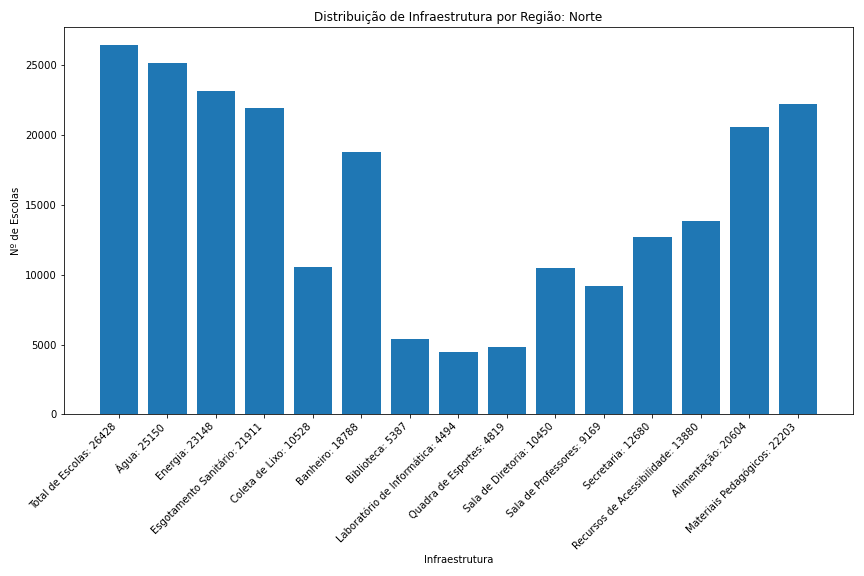 Distribuição de Infraestrutura por Região: Norte
Nº de Escolas
25000
20000
15000
10000
5000
0
Total de Escolas: 26428
Água: 25150
Energia: 23148
Esgotamento Sanitário: 21911
Coleta de Lixo: 10528
Banheiro: 18788
Biblioteca: 5387
Laboratório de Informática: 4494
Quadra de Esportes: 4819
Sala de Diretoria: 10450
Sala de Professores: 9169
Secretaria: 12680
Recursos de Acessibilidade: 13880
Alimentação: 20604
Materiais Pedagógicos: 22203
Infraestrutura